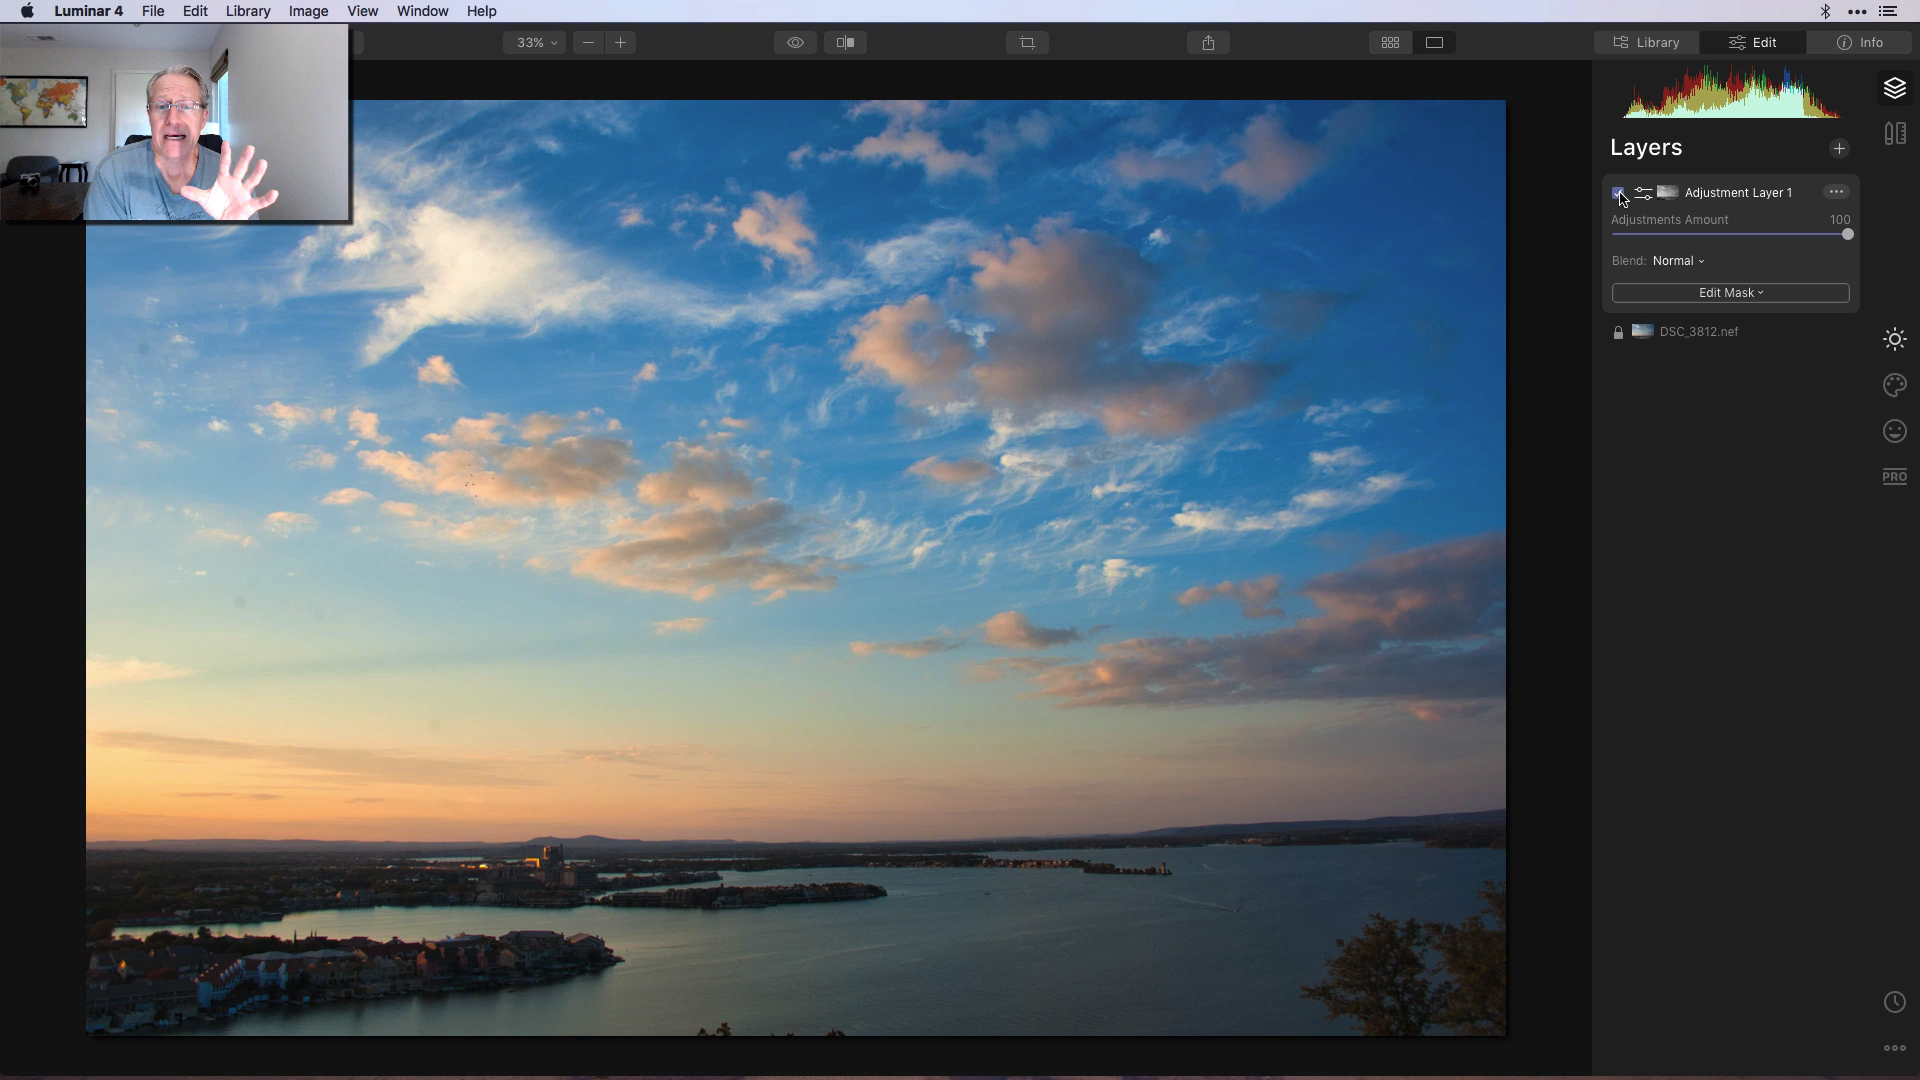 Luminar 4 File Edit Library Image View Window Help
33% Library Edit Info
Layers
Adjustment Layer 1
Adjustments Amount 100
Blend: Normal
Edit Mask
DSC_3812.nef
PRO